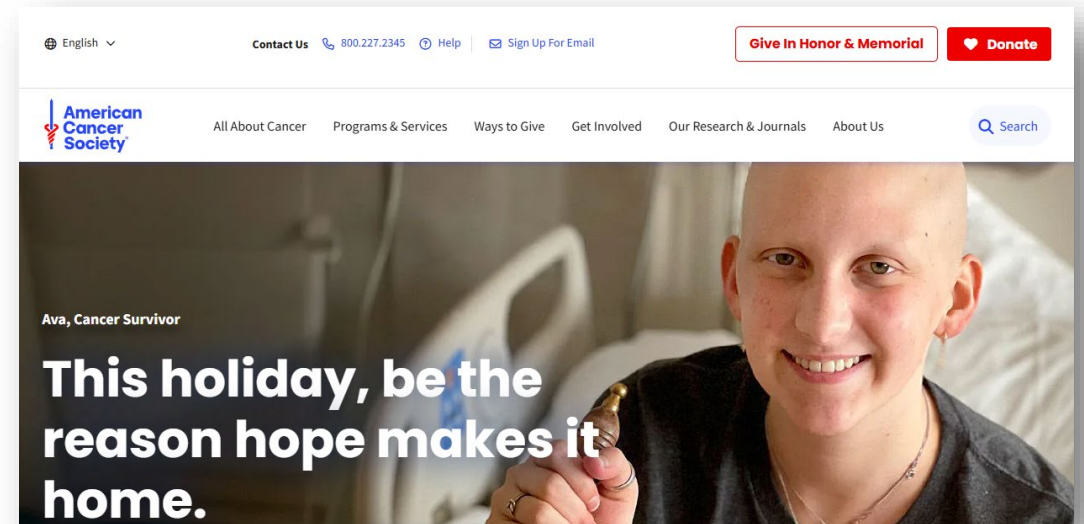 English
Contact Us 800.227.2345 Help Sign Up For Email
Give In Honor & Memorial
Donate
American
Cancer
Society®
All About Cancer Programs & Services Ways to Give Get Involved Our Research & Journals About Us
Search
Ava, Cancer Survivor
This holiday, be the
reason hope makes it
home.